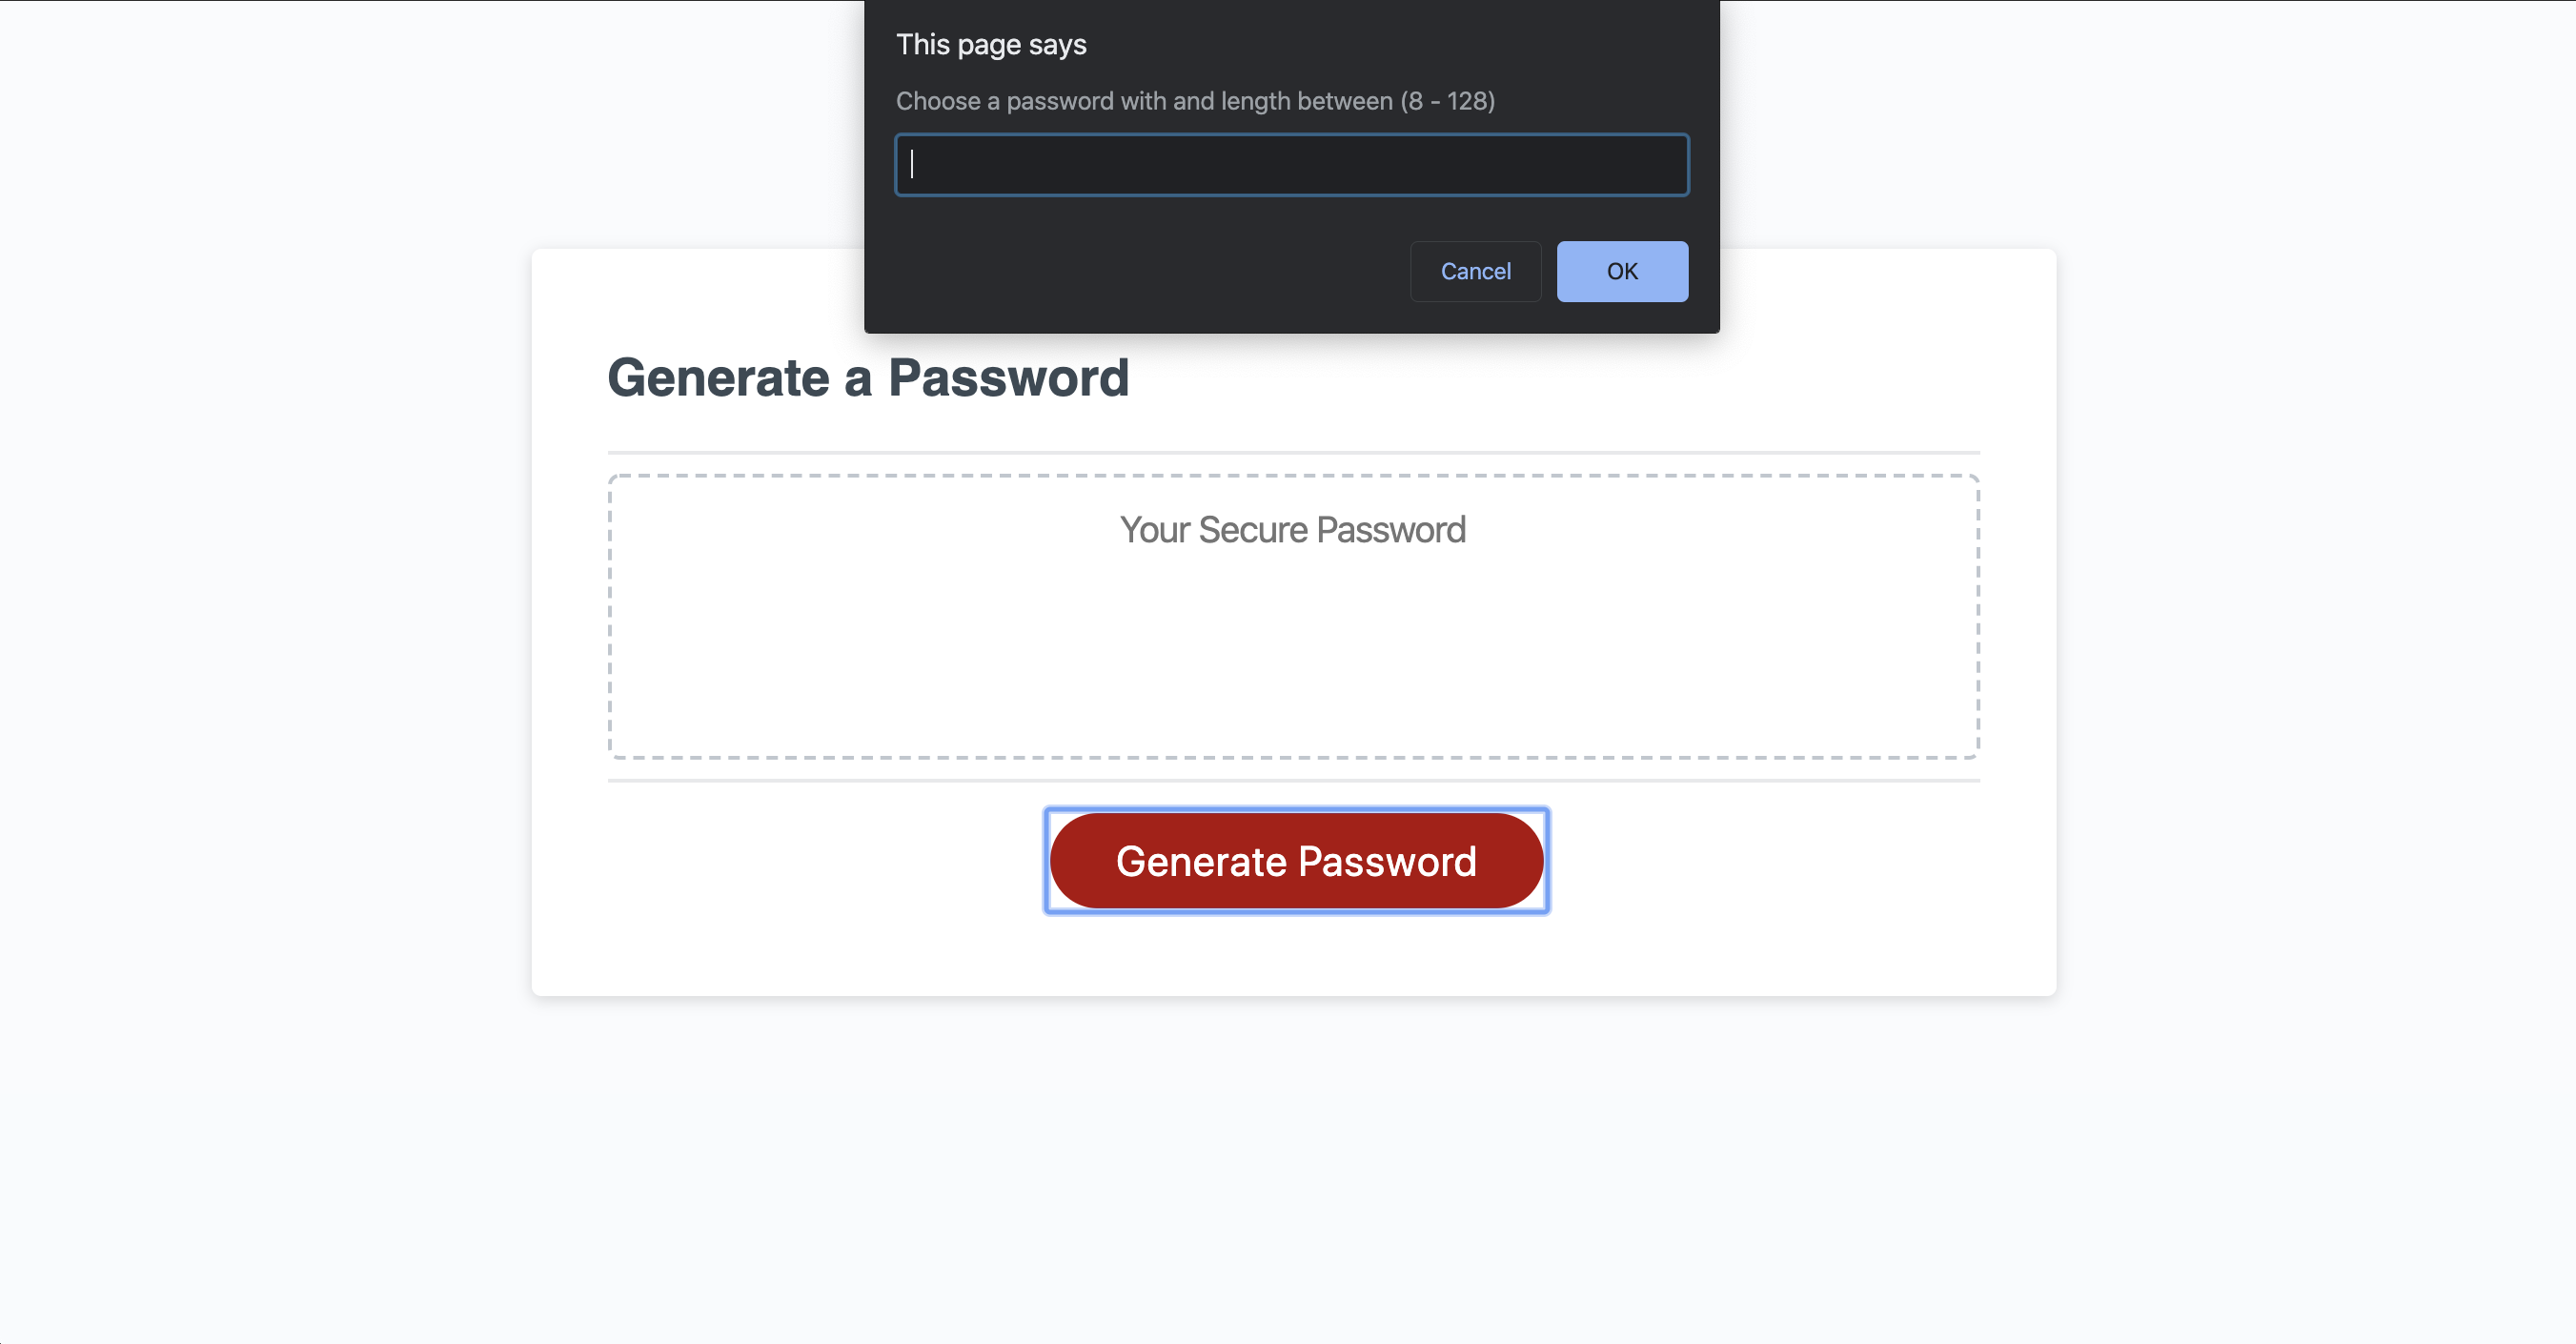 This page says
Choose a password with and length between (8 - 128)
Cancel
OK
Generate a Password
Your Secure Password
Generate Password